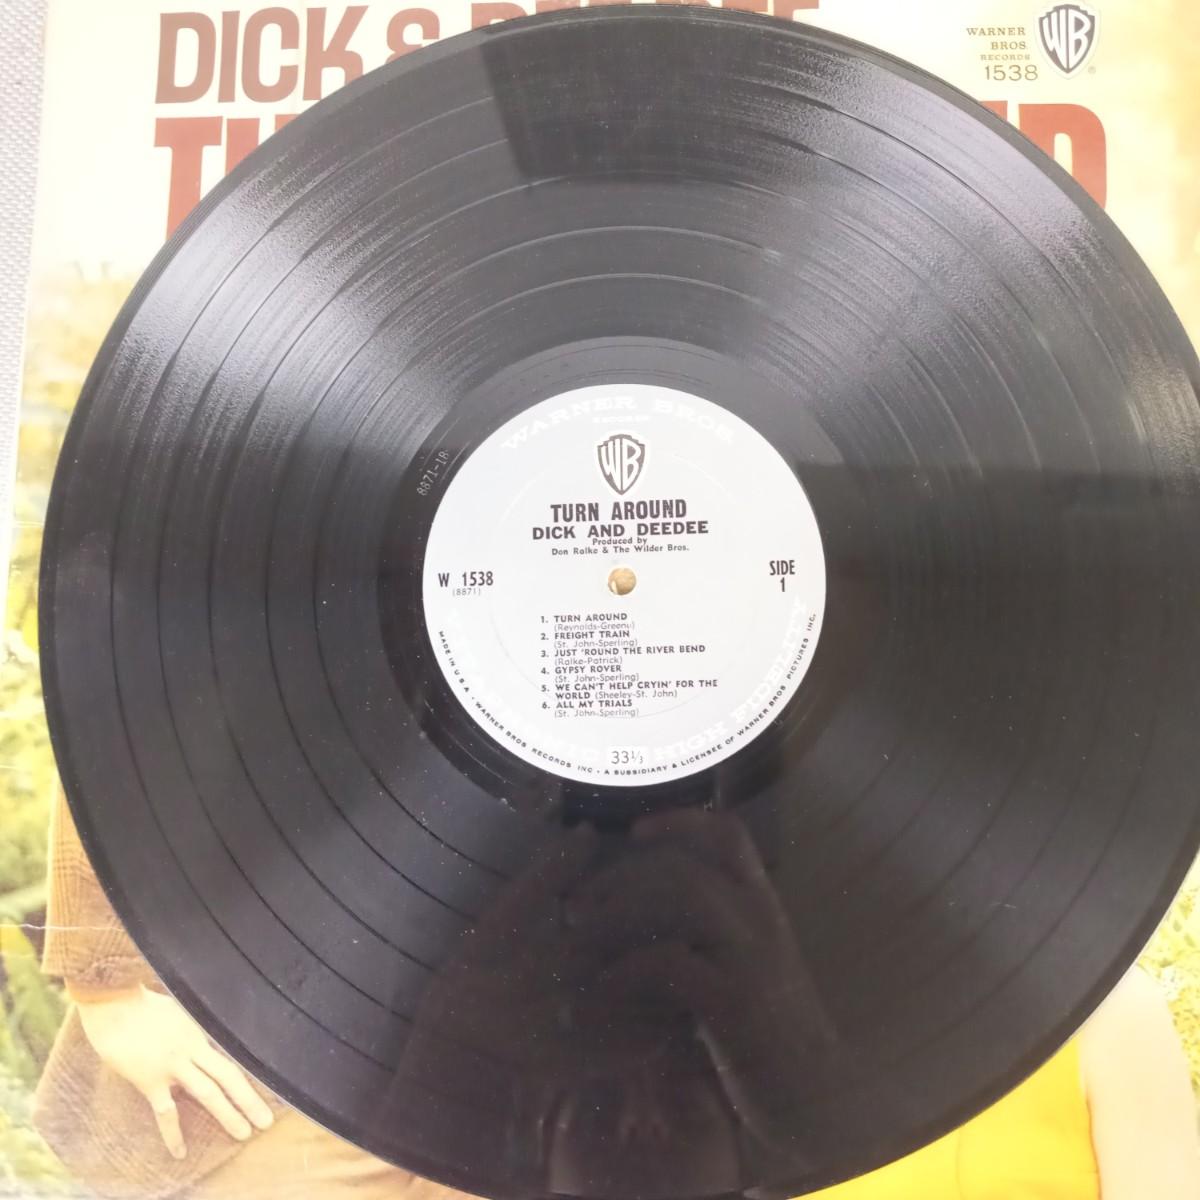 DICK &
WARNER
BROS.
RECORDS
1538
WB
®
WARNER BROS.
RECORDS
WB
8871-1B
TURN AROUND
DICK AND DEEDEE
Produced by
Don Ralke & The Wilder Bros.
W 1538
(8871)
SIDE
1
1. TURN AROUND
(Reynolds-Greene)
2. FREIGHT TRAIN
(St. John-Sperling)
3. JUST 'ROUND THE RIVER BEND
(Ralke-Patrick)
4. GYPSY ROVER
(St. John-Sperling)
5. WE CAN'T HELP CRYIN' FOR THE
WORLD (Sheeley-St. John)
6. ALL MY TRIALS
(St. John-Sperling)
HIGH FIDELITY
33⅓
MADE IN U.S.A. • WARNER BROS. RECORDS INC. • A SUBSIDIARY & LICENSEE OF WARNER BROS. PICTURES INC.